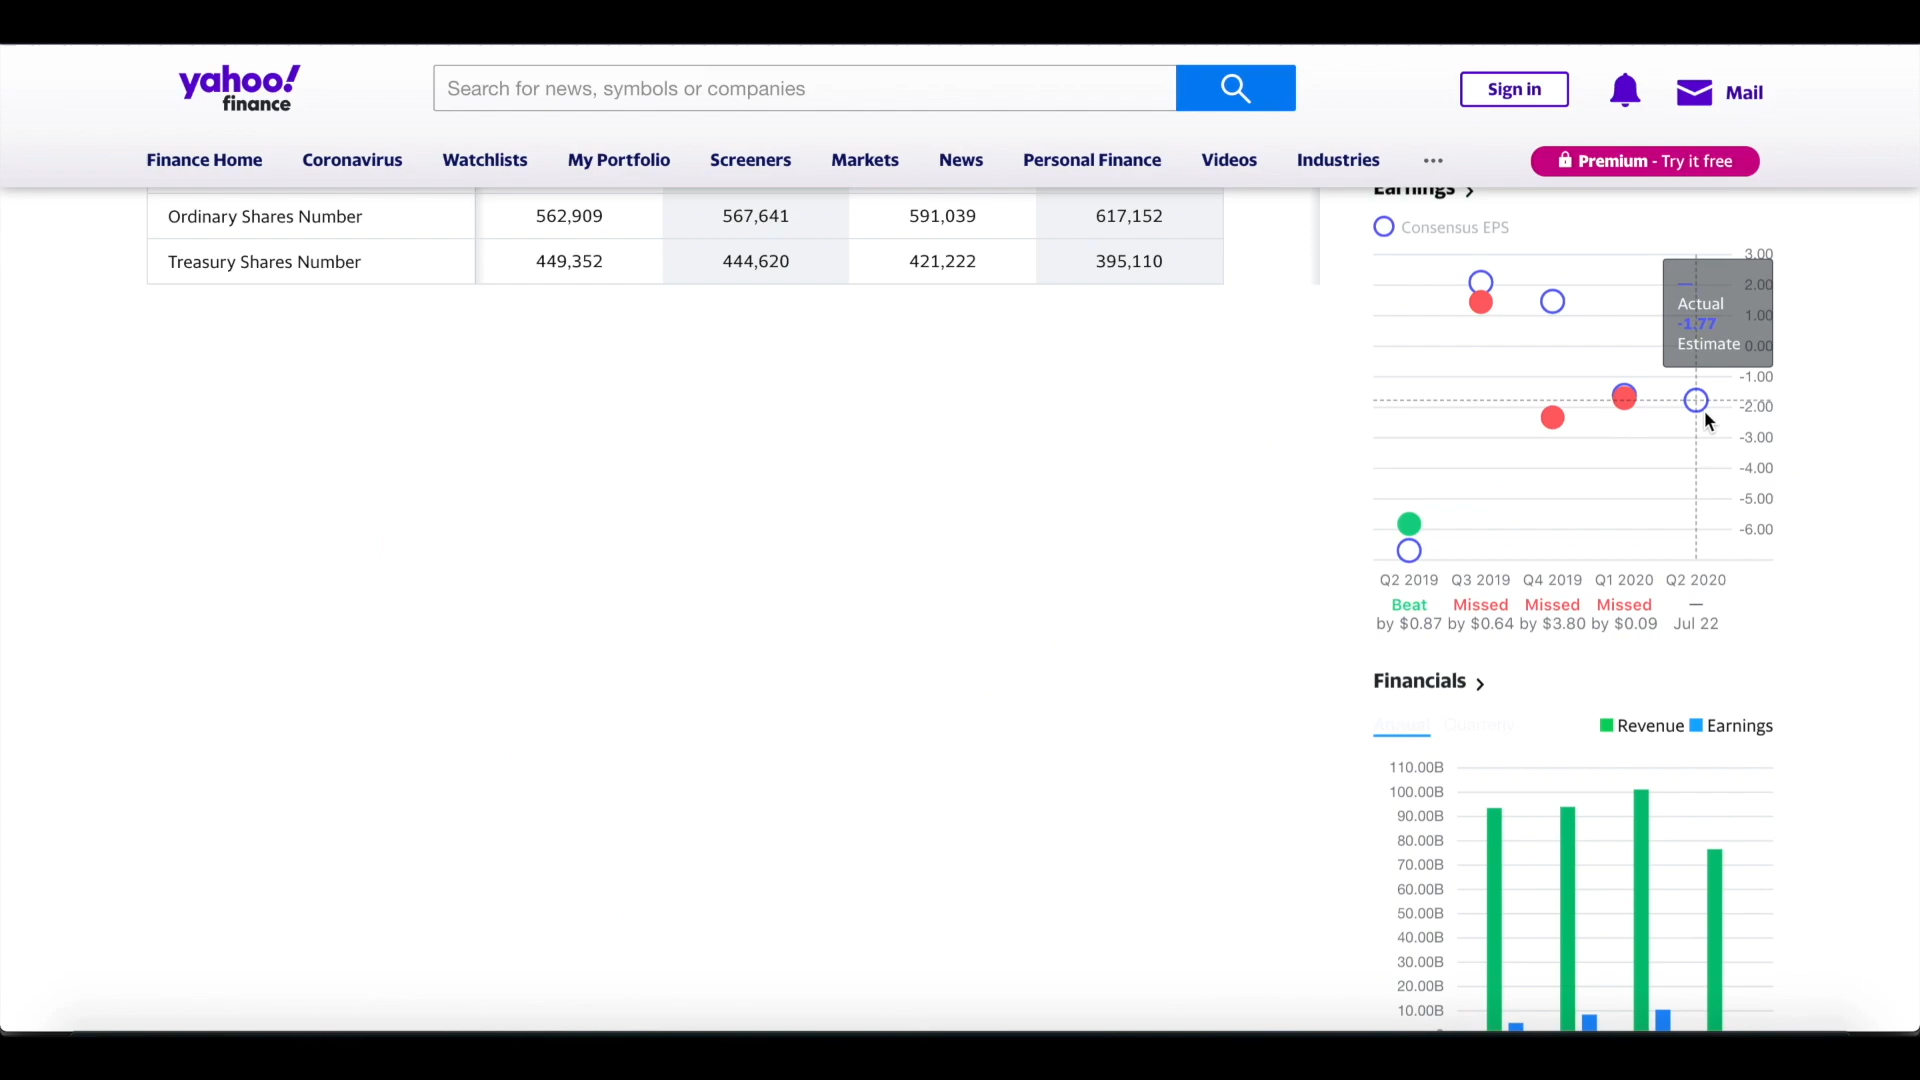 yahoo!
finance
Search for news, symbols or companies
Sign in
Mail
Finance Home Coronavirus Watchlists My Portfolio Screeners Markets News Personal Finance Videos Industries ••• Premium - Try it free
Ordinary Shares Number 562,909 567,641 591,039 617,152
Treasury Shares Number 449,352 444,620 421,222 395,110
Earnings >
Consensus EPS
3.00
2.00
1.00
0.00
-1.00
-2.00
-3.00
-4.00
-5.00
-6.00
—
Actual
-1.77
Estimate
Q2 2019 Q3 2019 Q4 2019 Q1 2020 Q2 2020
Beat Missed Missed Missed —
by $0.87 by $0.64 by $3.80 by $0.09 Jul 22
Financials >
Annual Quarterly
Revenue Earnings
110.00B
100.00B
90.00B
80.00B
70.00B
60.00B
50.00B
40.00B
30.00B
20.00B
10.00B